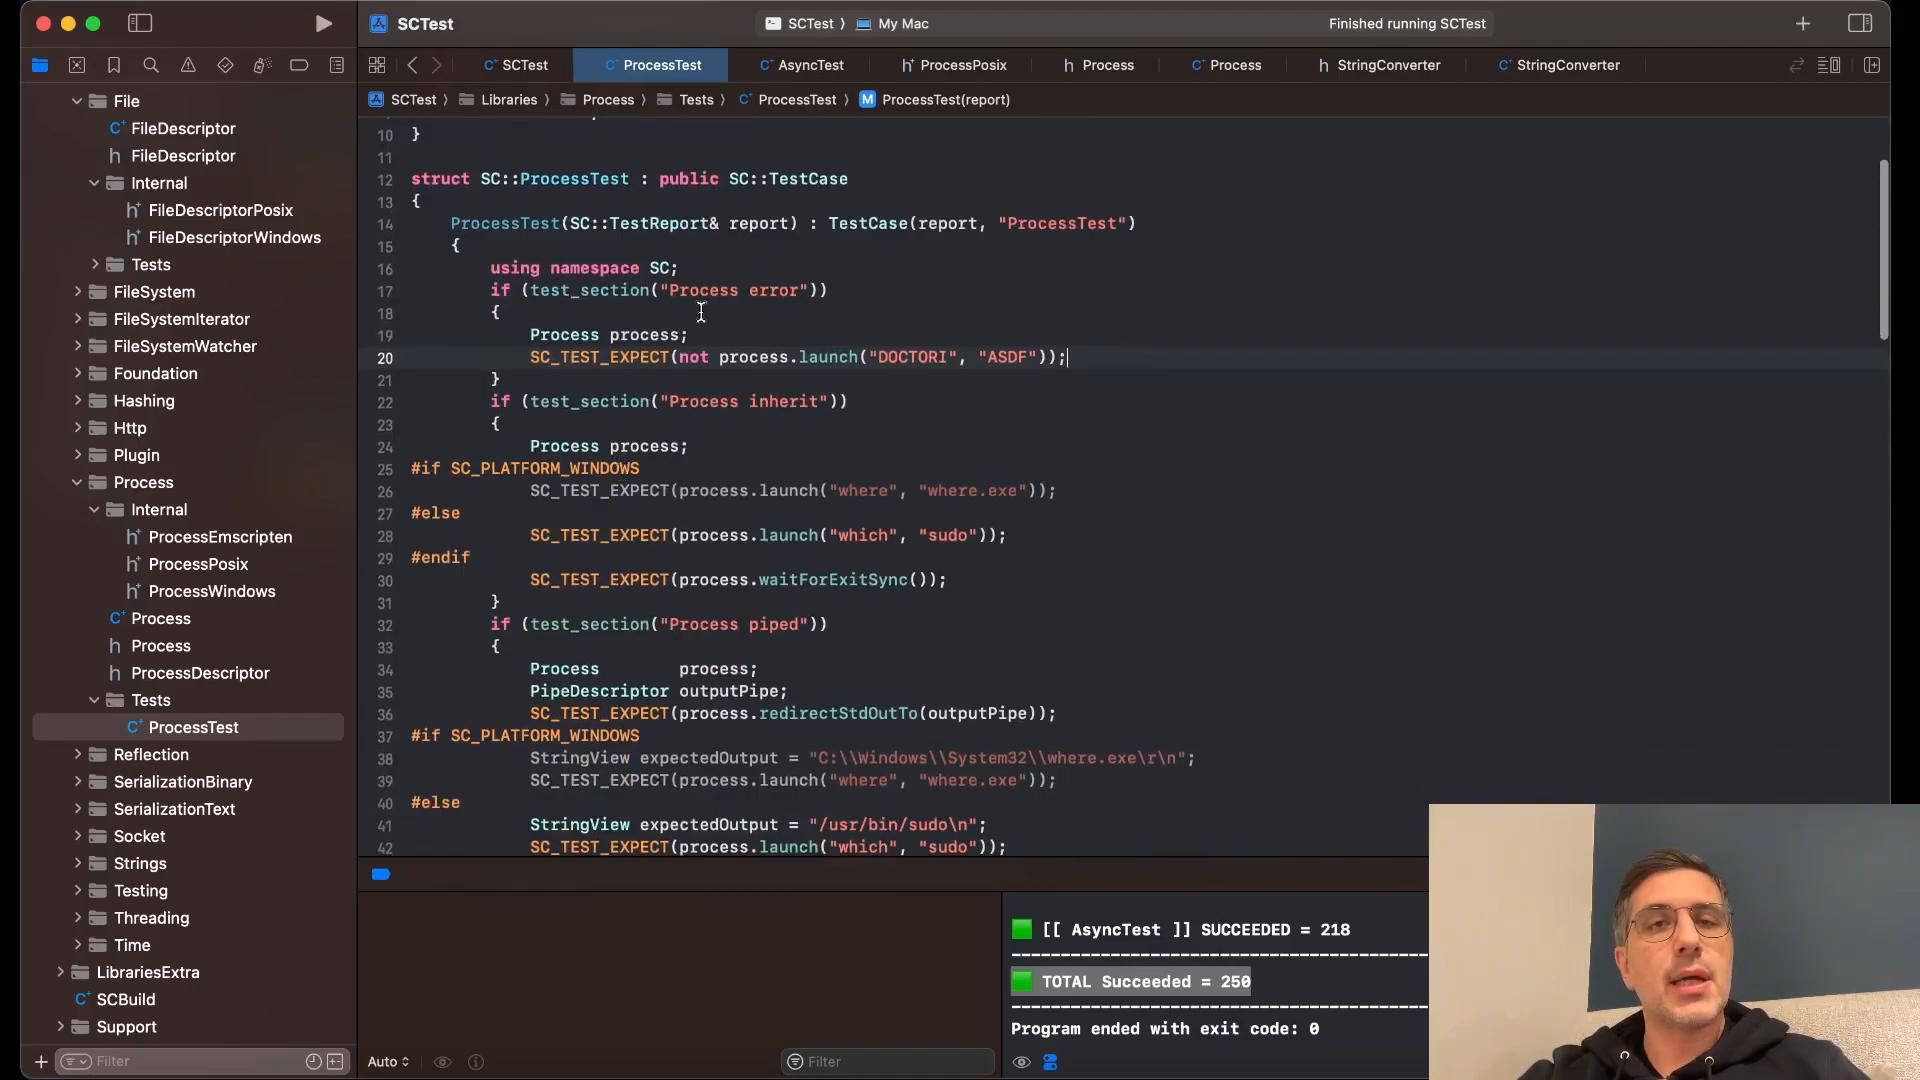 SCTest
SCTest 〉 My Mac
Finished running SCTest
SCTest
ProcessTest
AsyncTest
ProcessPosix
Process
Process
StringConverter
StringConverter
SCTest 〉 Libraries 〉 Process 〉 Tests 〉 ProcessTest 〉 M ProcessTest(report)
File
FileDescriptor
FileDescriptor
Internal
FileDescriptorPosix
FileDescriptorWindows
Tests
FileSystem
FileSystemIterator
FileSystemWatcher
Foundation
Hashing
Http
Plugin
Process
Internal
ProcessEmscripten
ProcessPosix
ProcessWindows
Process
Process
ProcessDescriptor
Tests
ProcessTest
Reflection
SerializationBinary
SerializationText
Socket
Strings
Testing
Threading
Time
LibrariesExtra
SCBuild
Support
Filter
10 }
11
12 struct SC::ProcessTest : public SC::TestCase
13 {
14 ProcessTest(SC::TestReport& report) : TestCase(report, "ProcessTest")
15 {
16 using namespace SC;
17 if (test_section("Process error"))
18 {
19 Process process;
20 SC_TEST_EXPECT(not process.launch("DOCTORI", "ASDF"));
21 }
22 if (test_section("Process inherit"))
23 {
24 Process process;
25 #if SC_PLATFORM_WINDOWS
26 SC_TEST_EXPECT(process.launch("where", "where.exe"));
27 #else
28 SC_TEST_EXPECT(process.launch("which", "sudo"));
29 #endif
30 SC_TEST_EXPECT(process.waitForExitSync());
31 }
32 if (test_section("Process piped"))
33 {
34 Process process;
35 PipeDescriptor outputPipe;
36 SC_TEST_EXPECT(process.redirectStdOutTo(outputPipe));
37 #if SC_PLATFORM_WINDOWS
38 StringView expectedOutput = "C:\\Windows\\System32\\where.exe\r\n";
39 SC_TEST_EXPECT(process.launch("where", "where.exe"));
40 #else
41 StringView expectedOutput = "/usr/bin/sudo\n";
42 SC_TEST_EXPECT(process.launch("which", "sudo"));
[[ AsyncTest ]] SUCCEEDED = 218
TOTAL Succeeded = 250
Program ended with exit code: 0
Auto
Filter